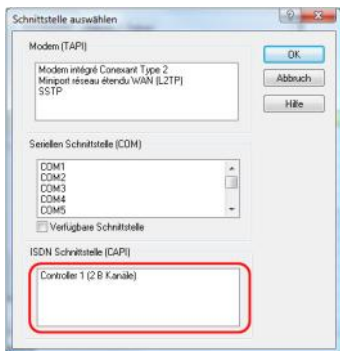 Schnittstelle auswählen
Modem (TAPI)
Modem intégré Conexant Type 2
Miniport réseau étendu WAN (L2TP)
SSTP
OK
Abbruch
Hilfe
Seriellen Schnittstelle (COM)
COM1
COM2
COM3
COM4
COM5
Verfügbare Schnittstelle
ISDN Schnittstelle (CAPI)
Controller 1 (2 B Kanäle)